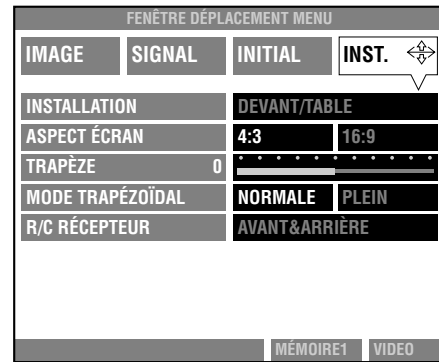 FENÊTRE DÉPLACEMENT MENU
IMAGE SIGNAL INITIAL INST.
INSTALLATION DEVANT/TABLE
ASPECT ÉCRAN 4:3 16:9
TRAPÈZE 0
MODE TRAPÉZOÏDAL NORMALE PLEIN
R/C RÉCEPTEUR AVANT&ARRIÈRE
MÉMOIRE1 VIDEO